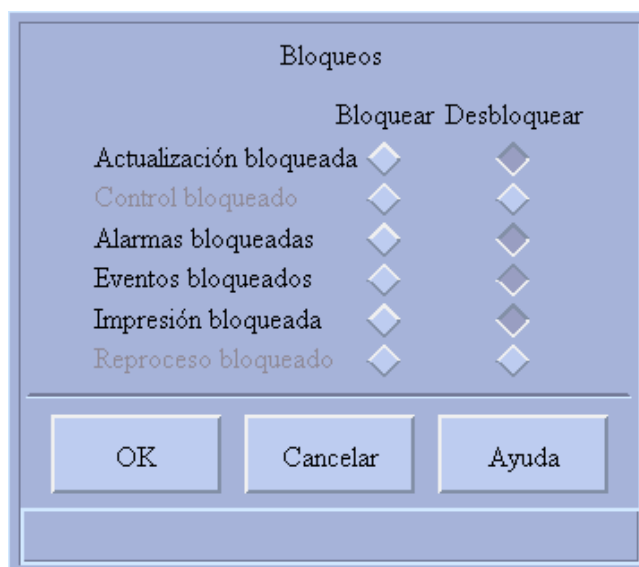 Bloqueos
Bloquear Desbloquear
Actualización bloqueada
Control bloqueado
Alarmas bloqueadas
Eventos bloqueados
Impresión bloqueada
Reproceso bloqueado
OK Cancelar Ayuda